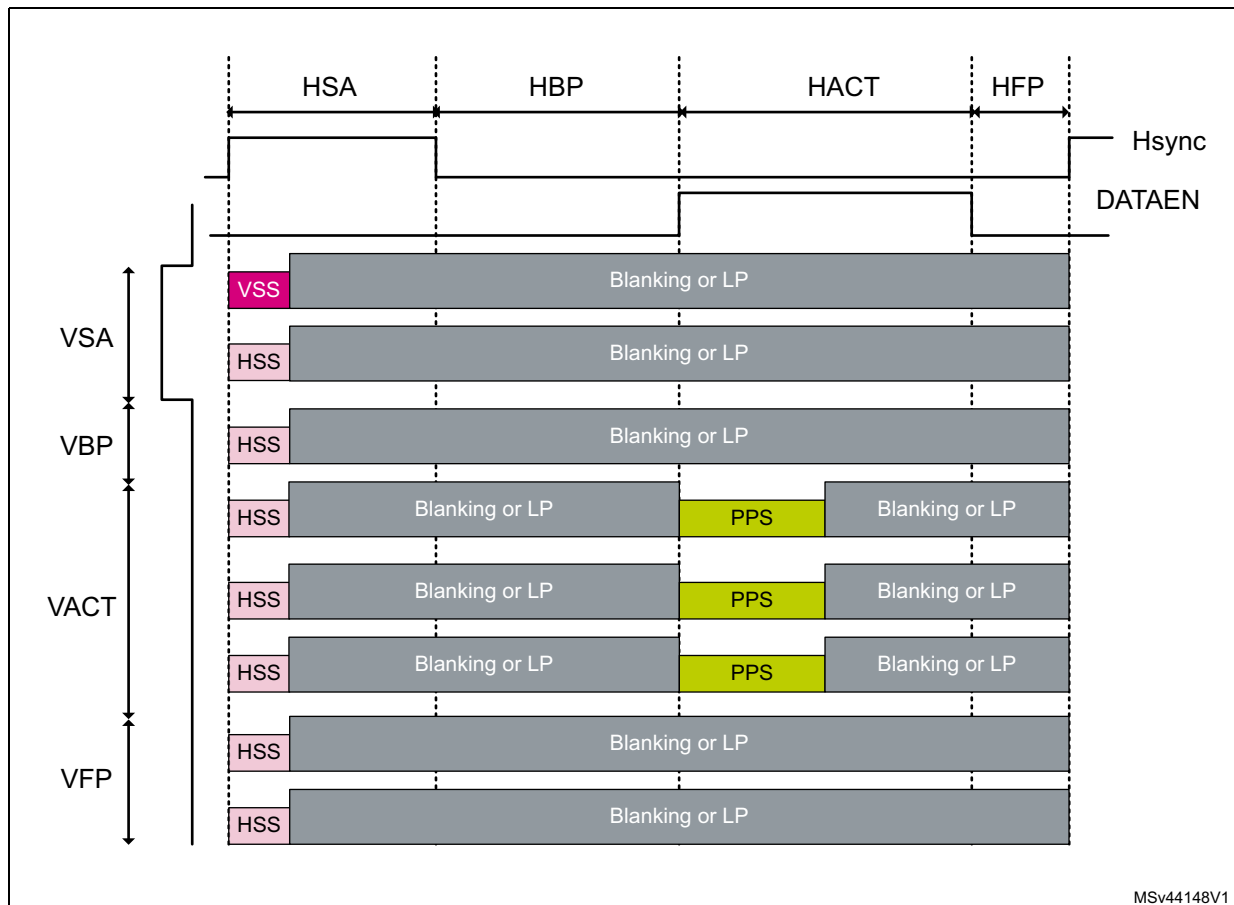 HSA HBP HACT HFP
Hsync
DATAEN
VSS Blanking or LP
VSA
HSS Blanking or LP
VBP
HSS Blanking or LP
HSS Blanking or LP PPS Blanking or LP
VACT
HSS Blanking or LP PPS Blanking or LP
HSS Blanking or LP PPS Blanking or LP
VFP
HSS Blanking or LP
HSS Blanking or LP
MSv44148V1